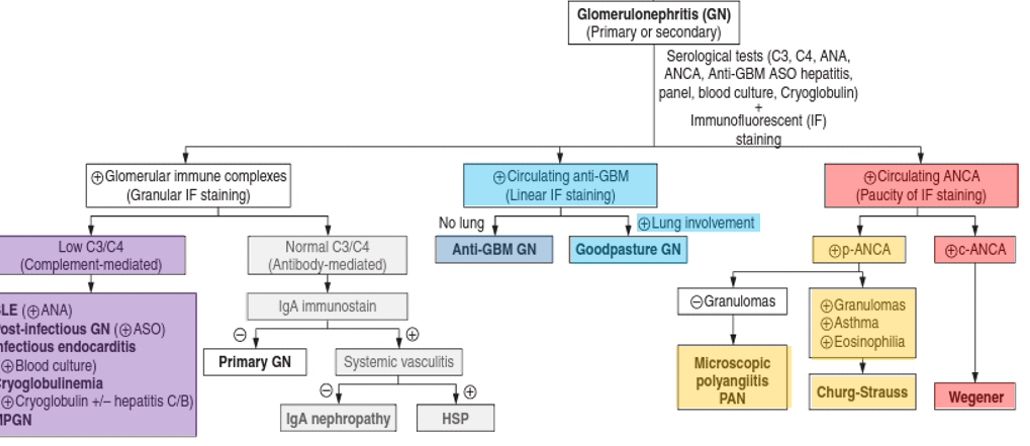 Glomerulonephritis (GN)
(Primary or secondary)
Serological tests (C3, C4, ANA,
ANCA, Anti-GBM ASO hepatitis,
panel, blood culture, Cryoglobulin)
+
Immunofluorescent (IF)
staining
⊕Glomerular immune complexes
(Granular IF staining)
⊕Circulating anti-GBM
(Linear IF staining)
⊕Circulating ANCA
(Paucity of IF staining)
No lung
⊕Lung involvement
Low C3/C4
(Complement-mediated)
Normal C3/C4
(Antibody-mediated)
Anti-GBM GN
Goodpasture GN
⊕p-ANCA
⊕c-ANCA
SLE (⊕ANA)
ost-infectious GN (⊕ASO)
nfectious endocarditis
⊕Blood culture)
ryoglobulinemia
⊕Cryoglobulin +/– hepatitis C/B)
MPGN
IgA immunostain
⊖
⊕
Primary GN
Systemic vasculitis
⊖
⊕
IgA nephropathy
HSP
⊖Granulomas
⊕Granulomas
⊕Asthma
⊕Eosinophilia
Microscopic
polyangiitis
PAN
Churg-Strauss
Wegener